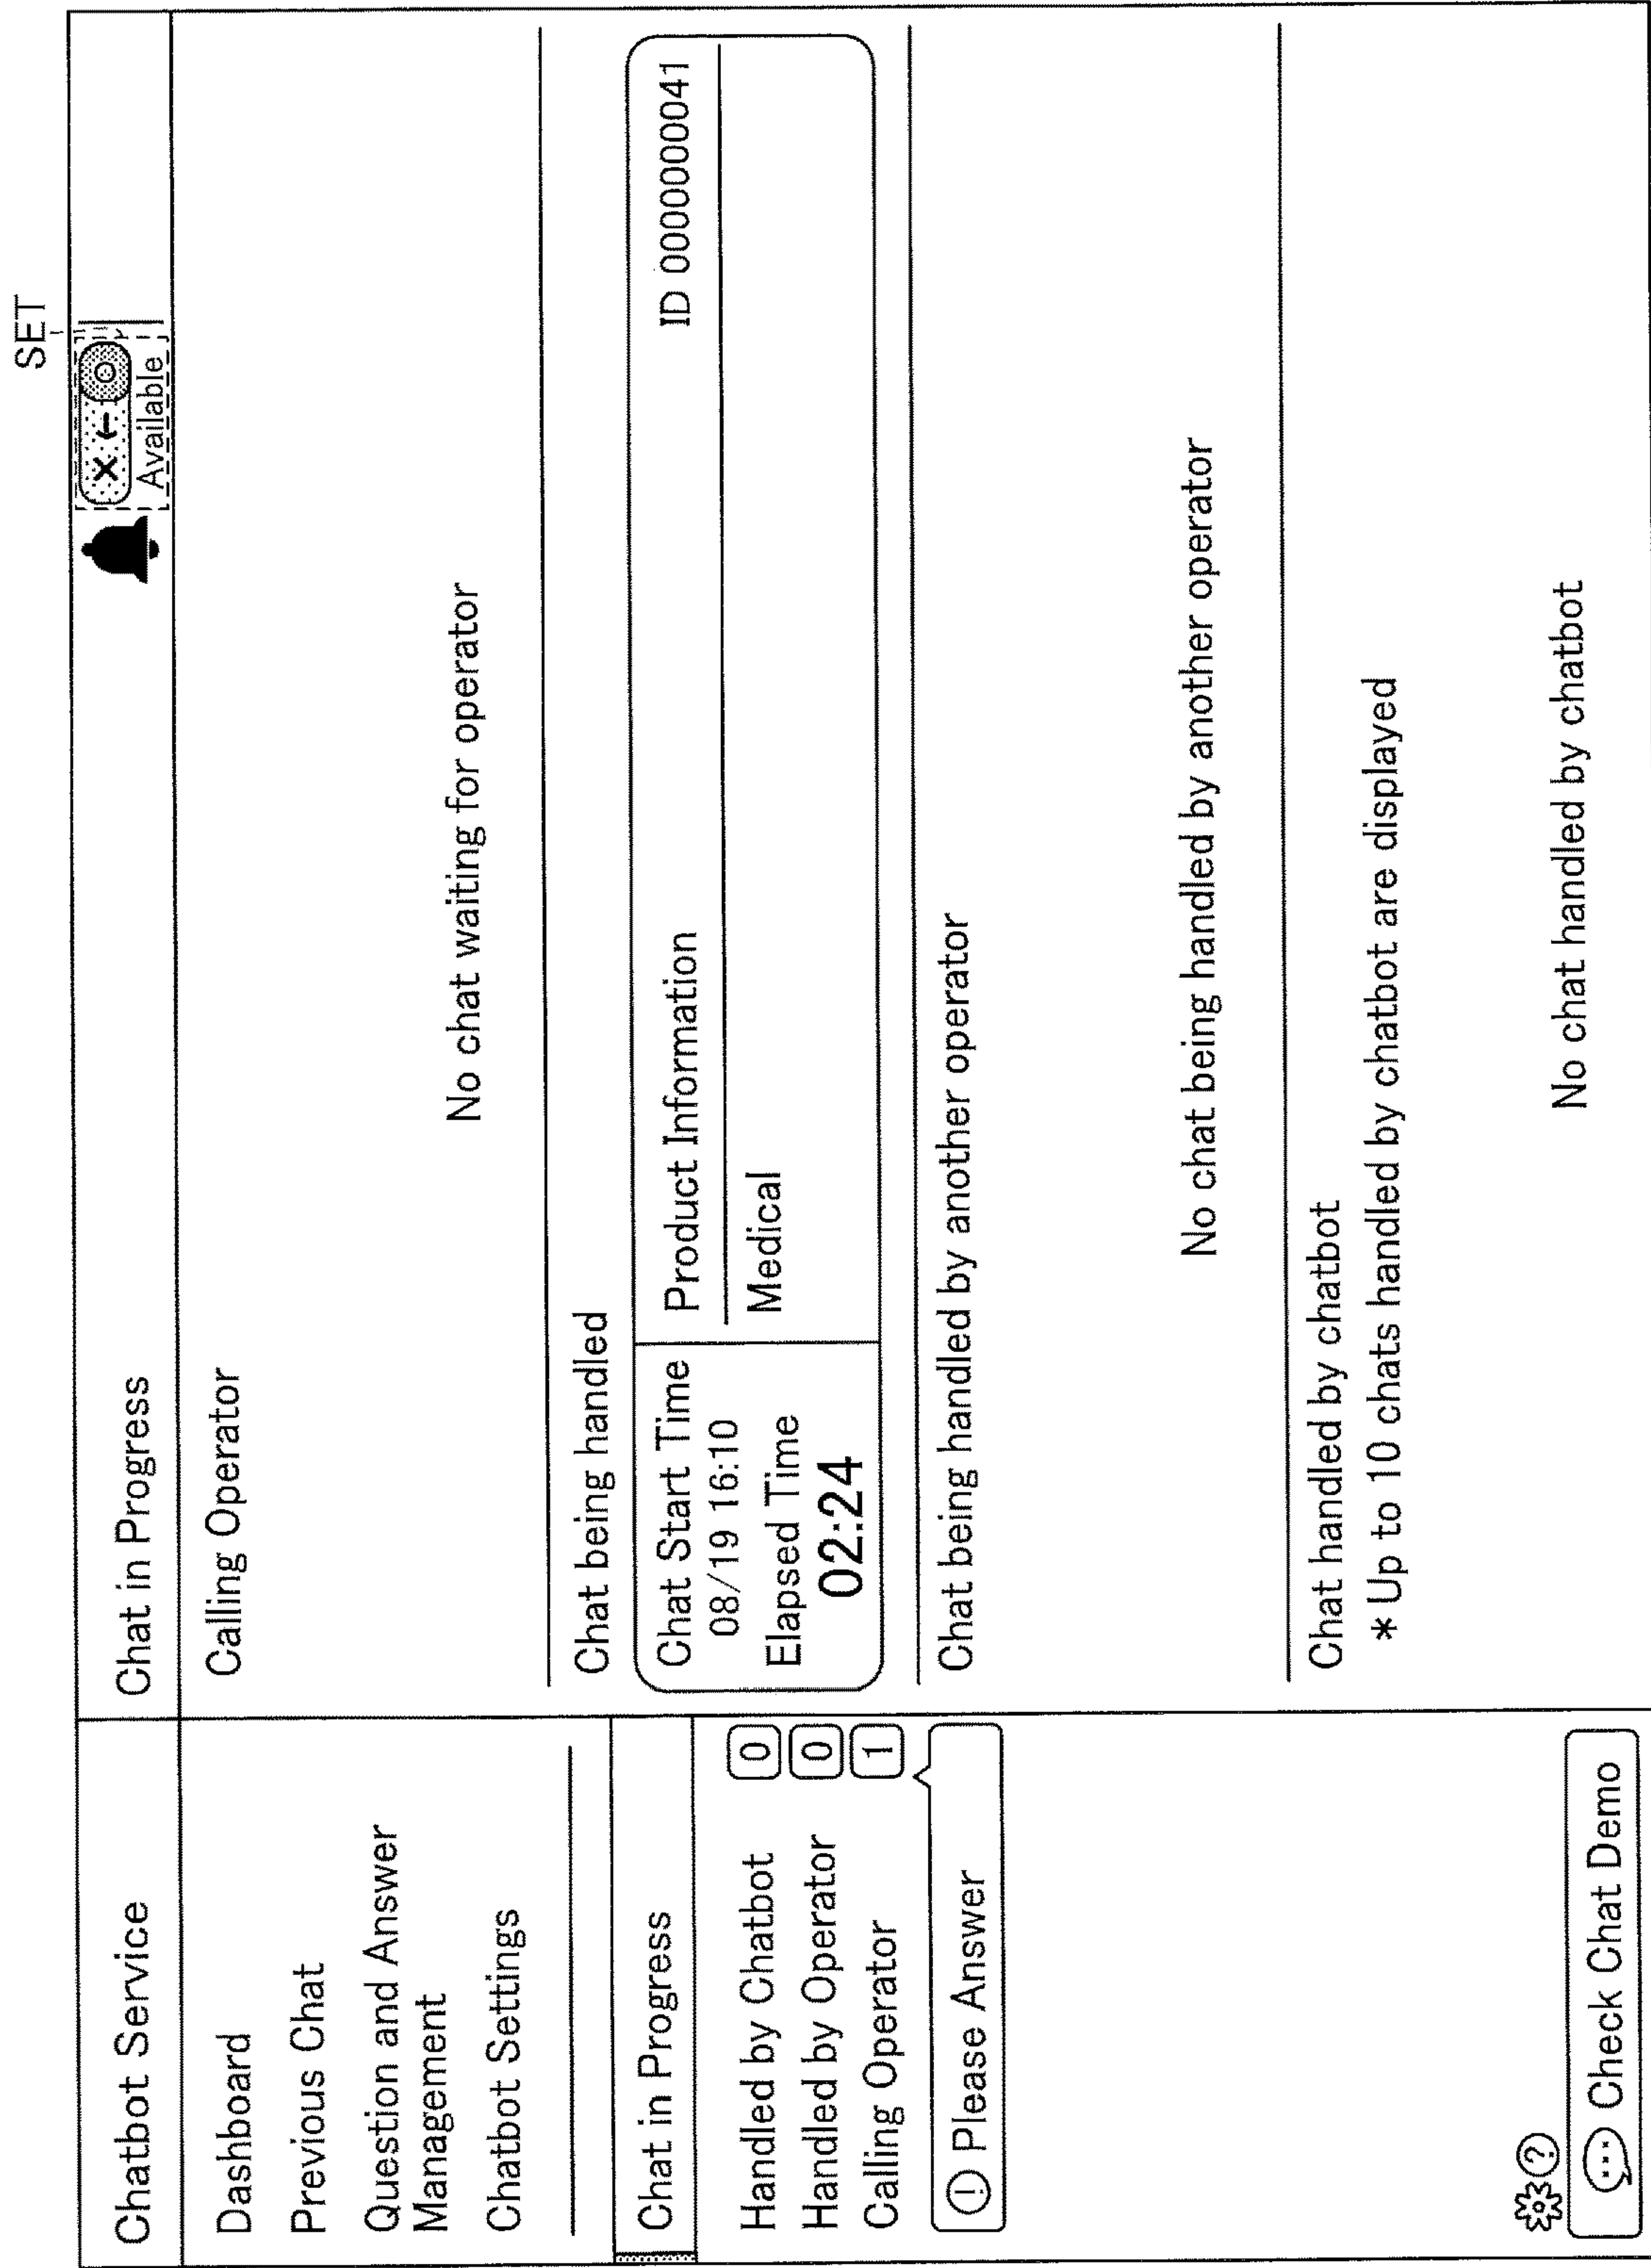 SET
Chatbot Service
Dashboard
Previous Chat
Question and Answer
Management
Chatbot Settings
Chat in Progress
Handled by Chatbot 0
Handled by Operator 0
Calling Operator 1
! Please Answer
?
Check Chat Demo
Chat in Progress
× ← ○
Available
Calling Operator
No chat waiting for operator
Chat being handled
Chat Start Time
08/19 16:10
Elapsed Time
02:24
Product Information ID 0000000041
Medical
Chat being handled by another operator
No chat being handled by another operator
Chat handled by chatbot
* Up to 10 chats handled by chatbot are displayed
No chat handled by chatbot